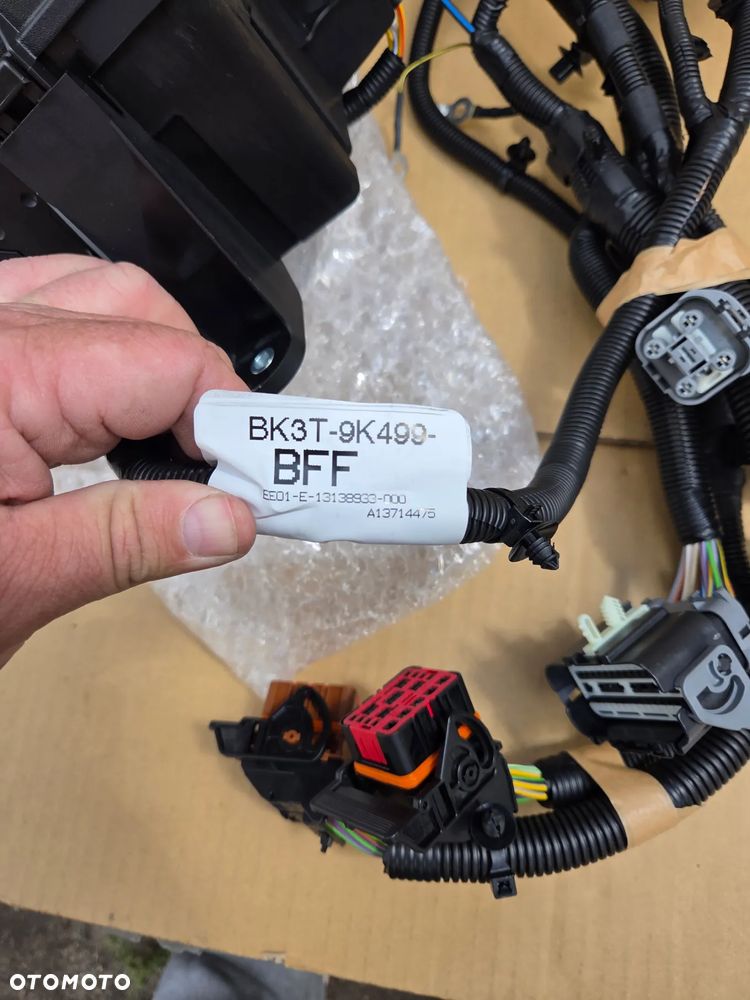 BK3T-9K499-
BFF
EE01-E-13138933-A00
A13714475
OTOMOTO